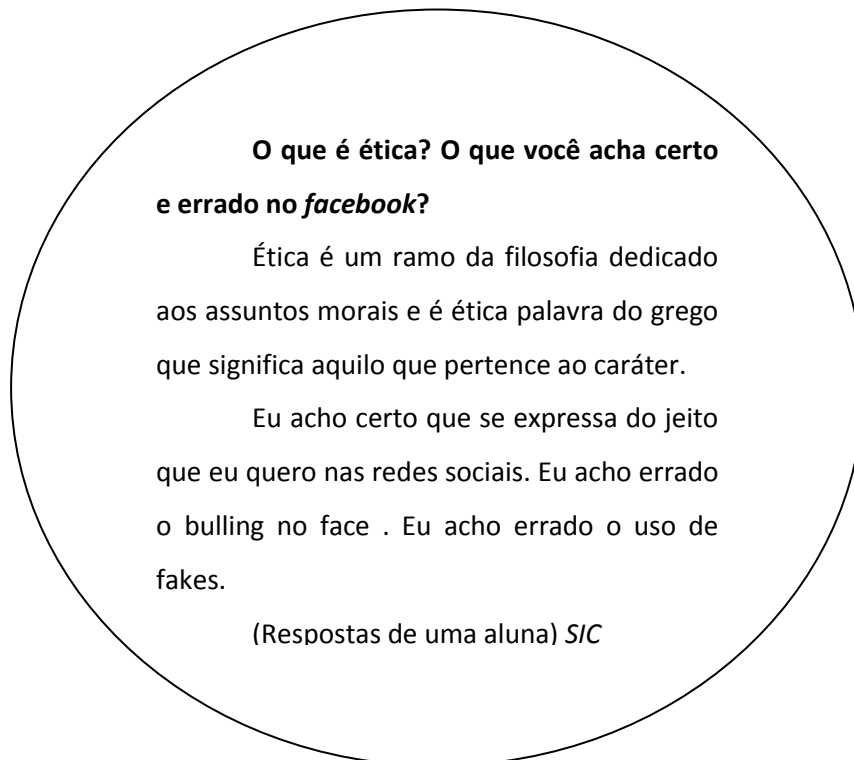 O que é ética? O que você acha certo
e errado no facebook?
Ética é um ramo da filosofia dedicado
aos assuntos morais e é ética palavra do grego
que significa aquilo que pertence ao caráter.
Eu acho certo que se expressa do jeito
que eu quero nas redes sociais. Eu acho errado
o bulling no face . Eu acho errado o uso de
fakes.
(Respostas de uma aluna) SIC